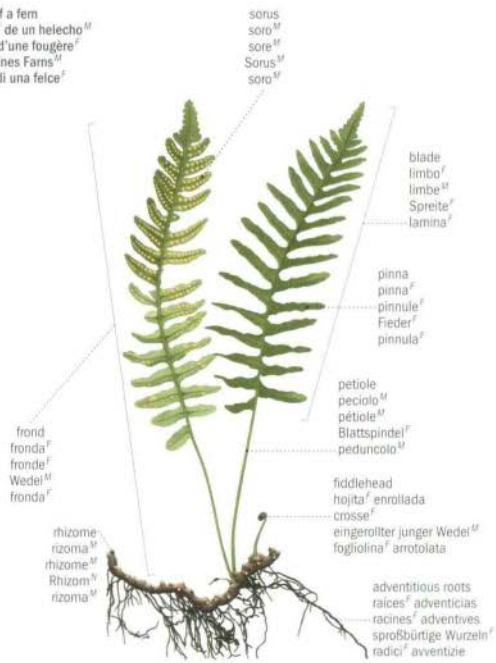 f a fern
de un helecho M
d'une fougère F
nes Farns M
di una felce F
sorus
soro M
sore M
Sorus M
soro M
blade
limbo F
limbe M
Spreite F
lamina F
pinna
pinna F
pinnule F
Fieder F
pinnula F
petiole
peciolo M
pétiole M
Blattspindel F
peduncolo M
frond
fronda F
fronde F
Wedel M
fronda F
fiddlehead
hojita F enrollada
crosse F
eingerollter junger Wedel M
fogliolina F arrotolata
rhizome
rizoma M
rhizome M
Rhizom N
rizoma M
adventitious roots
raíces F adventicias
racines F adventives
sproßbürtige Wurzeln F
radici F avventizie